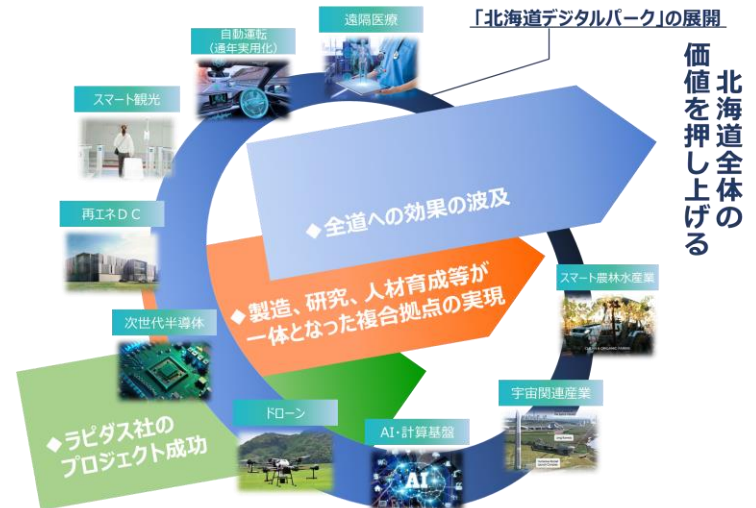 「北海道デジタルパーク」の展開
北海道全体の
価値を押し上げる
遠隔医療
自動運転
（通年実用化）
スマート観光
再エネＤＣ
次世代半導体
ドローン
AI・計算基盤
AI
宇宙関連産業
スマート農林水産業
◆全道への効果の波及
◆製造、研究、人材育成等が
一体となった複合拠点の実現
◆ラピダス社の
プロジェクト成功